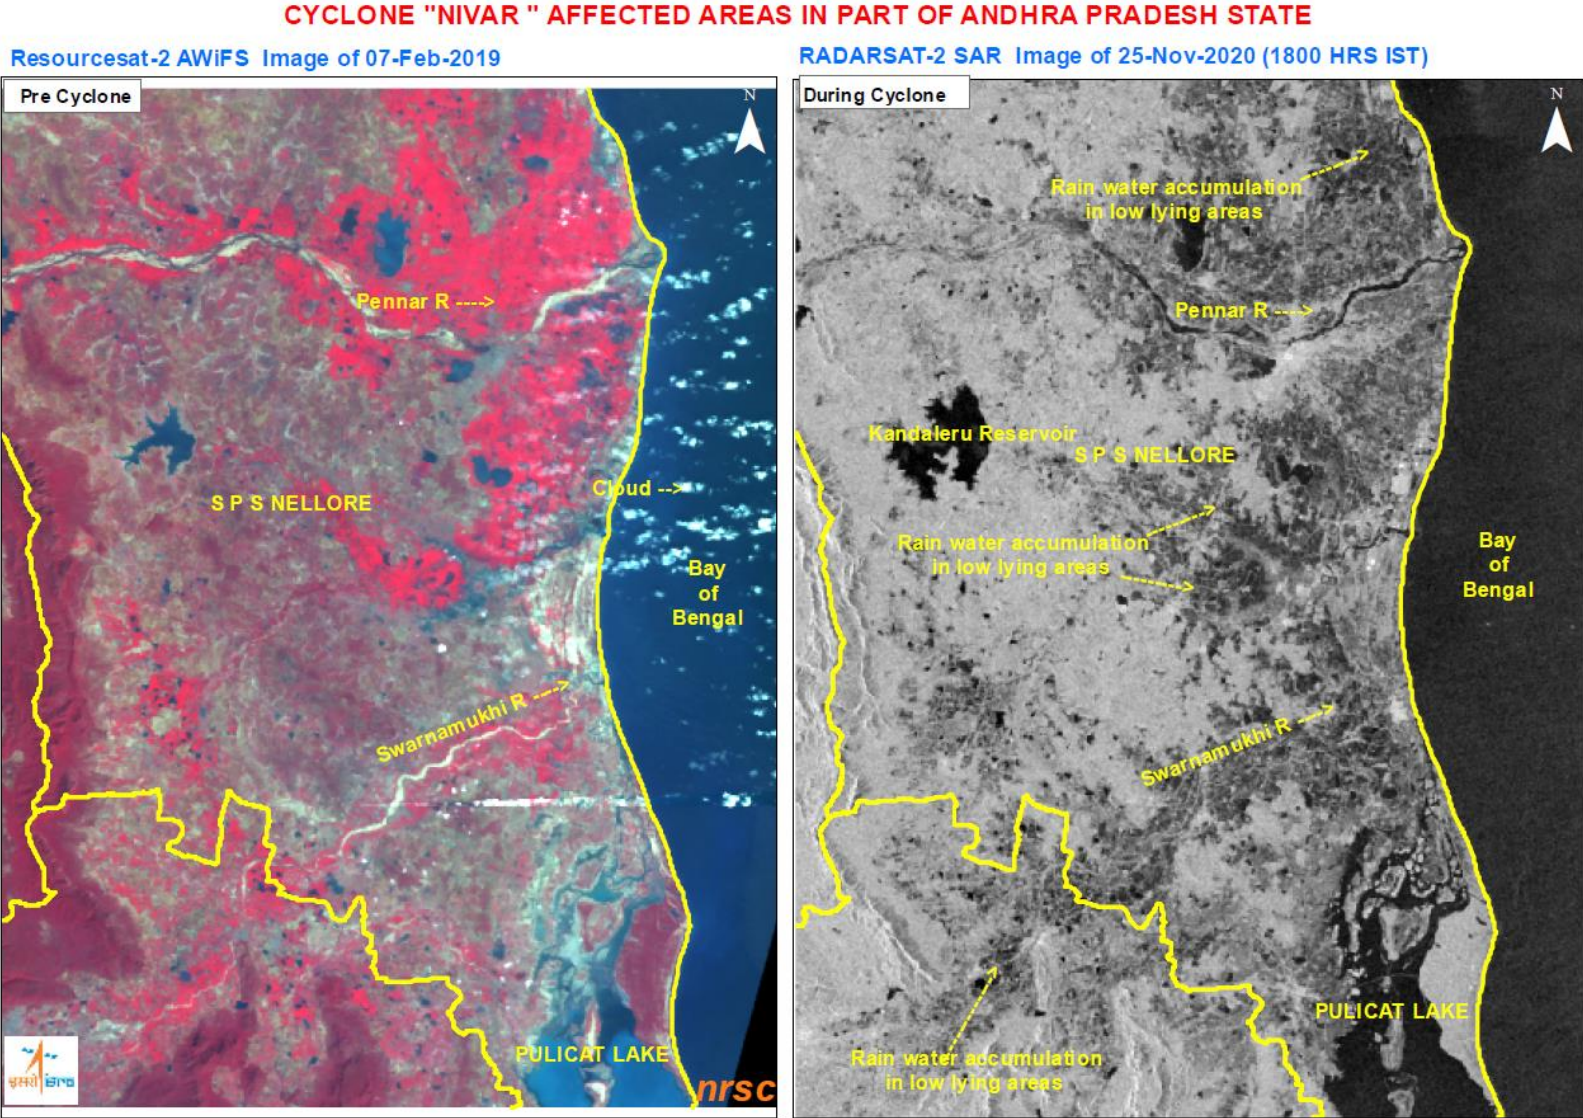 CYCLONE "NIVAR " AFFECTED AREAS IN PART OF ANDHRA PRADESH STATE
Resourcesat-2 AWiFS Image of 07-Feb-2019
Pre Cyclone
N
Pennar R ---->
Cloud -->
S P S NELLORE
Bay
of
Bengal
Swarnamukhi R ---->
PULICAT LAKE
इसरो isro
nrsc
RADARSAT-2 SAR Image of 25-Nov-2020 (1800 HRS IST)
During Cyclone
N
Rain water accumulation
in low lying areas
Pennar R ---->
Kandaleru Reservoir
S P S NELLORE
Rain water accumulation
in low lying areas
Bay
of
Bengal
Swarnamukhi R ---->
PULICAT LAKE
Rain water accumulation
in low lying areas